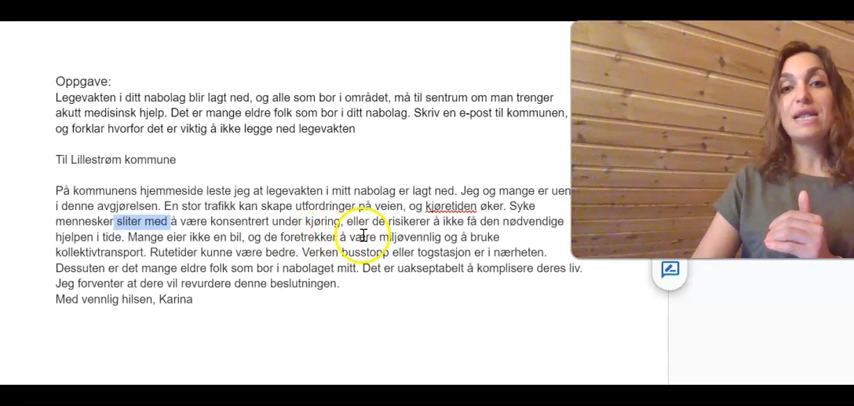 Oppgave:
Legevakten i ditt nabolag blir lagt ned, og alle som bor i området, må til sentrum om man trenger
akutt medisinsk hjelp. Det er mange eldre folk som bor i ditt nabolag. Skriv en e-post til kommunen,
og forklar hvorfor det er viktig å ikke legge ned legevakten
Til Lillestrøm kommune
På kommunens hjemmeside leste jeg at legevakten i mitt nabolag er lagt ned. Jeg og mange er
i denne avgjørelsen. En stor trafikk kan skape utfordringer på veien, og kjøretiden øker. Syke
mennesker sliter med å være konsentrert under kjøring, eller de risikerer å ikke få den nødvendige
hjelpen i tide. Mange eier ikke en bil, og de foretrekker å være miljøvennlig og å bruke
kollektivtransport. Rutetider kunne være bedre. Verken busstopp eller togstasjon er i nærheten.
Dessuten er det mange eldre folk som bor i nabolaget mitt. Det er uakseptabelt å komplisere deres liv.
Jeg forventer at dere vil revurdere denne beslutningen.
Med vennlig hilsen, Karina